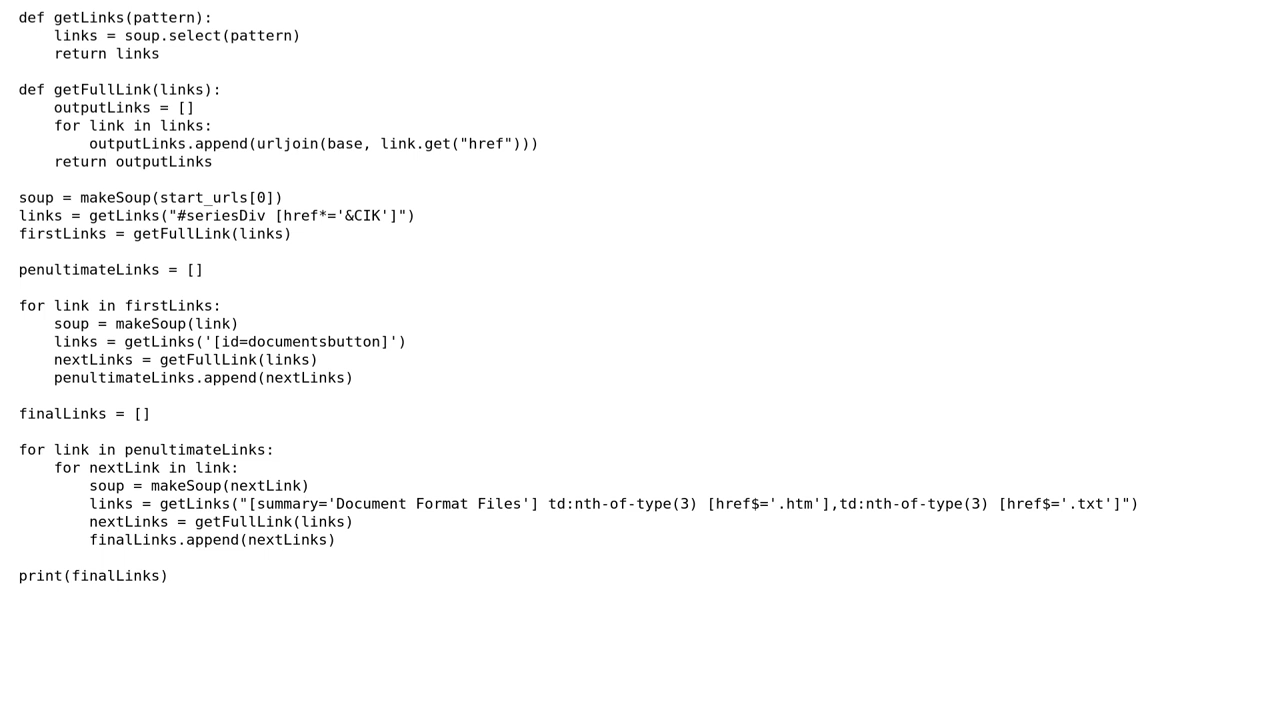 def getLinks(pattern):
    links = soup.select(pattern)
    return links

def getFullLink(links):
    outputLinks = []
    for link in links:
        outputLinks.append(urljoin(base, link.get("href")))
    return outputLinks

soup = makeSoup(start_urls[0])
links = getLinks("#seriesDiv [href*='&CIK']")
firstLinks = getFullLink(links)

penultimateLinks = []

for link in firstLinks:
    soup = makeSoup(link)
    links = getLinks('[id=documentsbutton]')
    nextLinks = getFullLink(links)
    penultimateLinks.append(nextLinks)

finalLinks = []

for link in penultimateLinks:
    for nextLink in link:
        soup = makeSoup(nextLink)
        links = getLinks("[summary='Document Format Files'] td:nth-of-type(3) [href$='.htm'],td:nth-of-type(3) [href$='.txt']")
        nextLinks = getFullLink(links)
        finalLinks.append(nextLinks)

print(finalLinks)